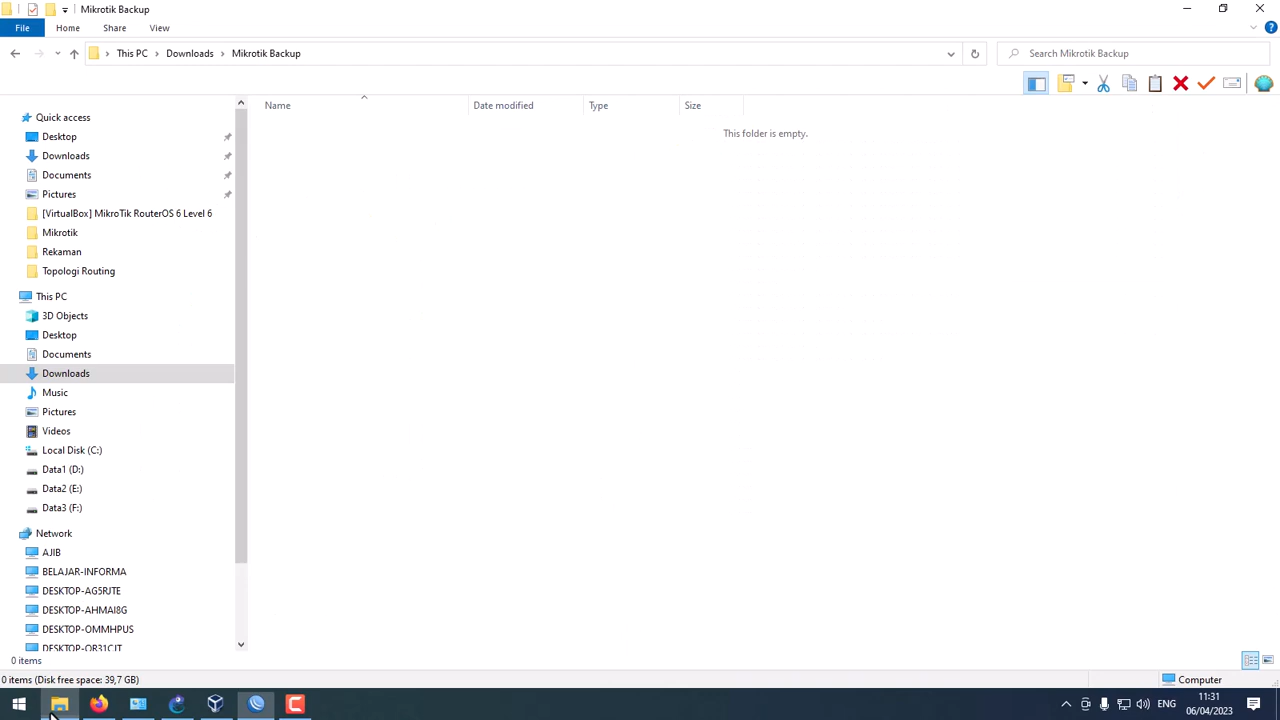 Mikrotik Backup
File Home Share View
This PC > Downloads > Mikrotik Backup
Search Mikrotik Backup
Name Date modified Type Size
This folder is empty.
Quick access
Desktop
Downloads
Documents
Pictures
[VirtualBox] MikroTik RouterOS 6 Level 6
Mikrotik
Rekaman
Topologi Routing
This PC
3D Objects
Desktop
Documents
Downloads
Music
Pictures
Videos
Local Disk (C:)
Data1 (D:)
Data2 (E:)
Data3 (F:)
Network
AJIB
BELAJAR-INFORMA
DESKTOP-AG5RJTE
DESKTOP-AHMAI8G
DESKTOP-OMMHPUS
DESKTOP-OR31CJT
0 items
0 items (Disk free space: 39,7 GB)
Computer
ENG
11:31
06/04/2023